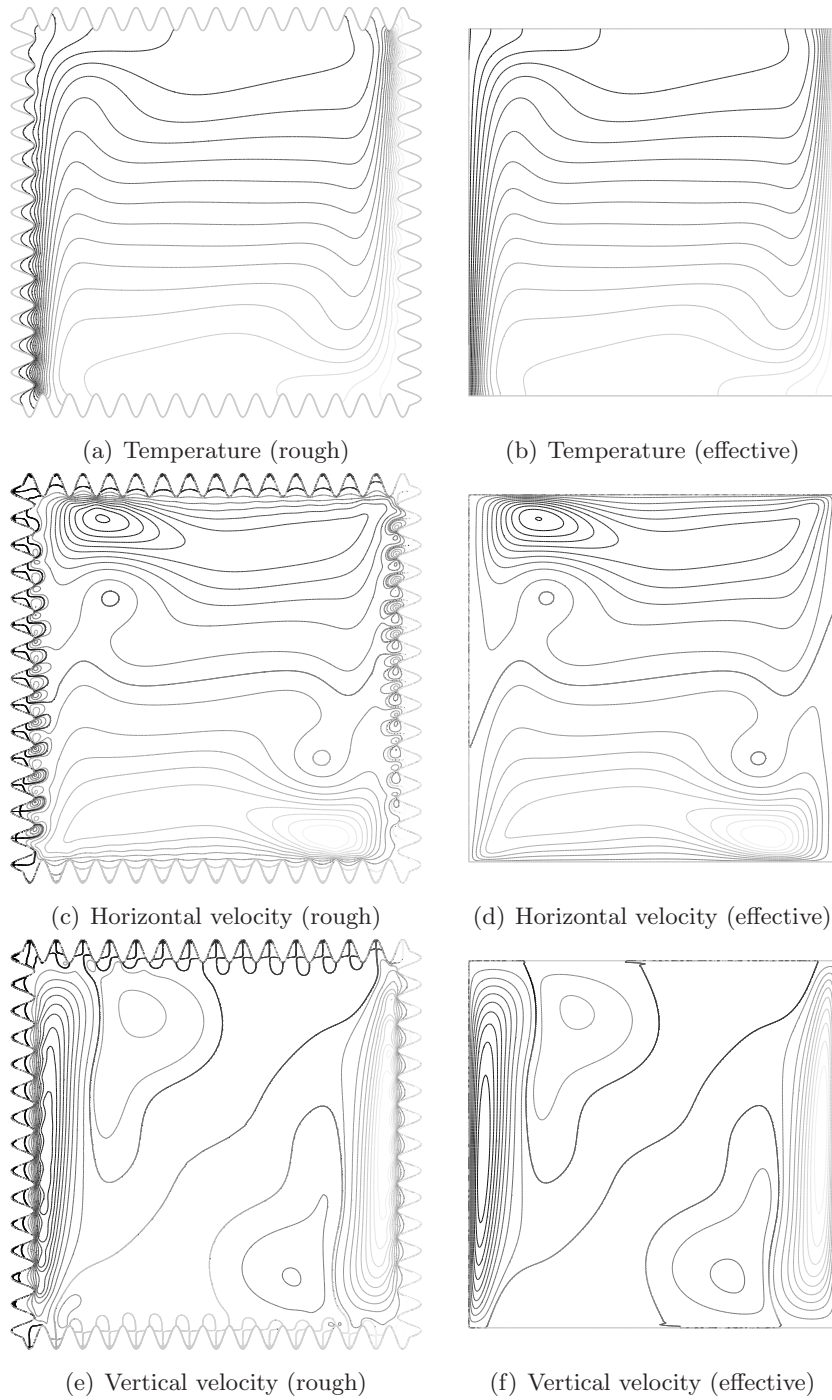 (a) Temperature (rough)
(b) Temperature (effective)
(c) Horizontal velocity (rough)
(d) Horizontal velocity (effective)
(e) Vertical velocity (rough)
(f) Vertical velocity (effective)